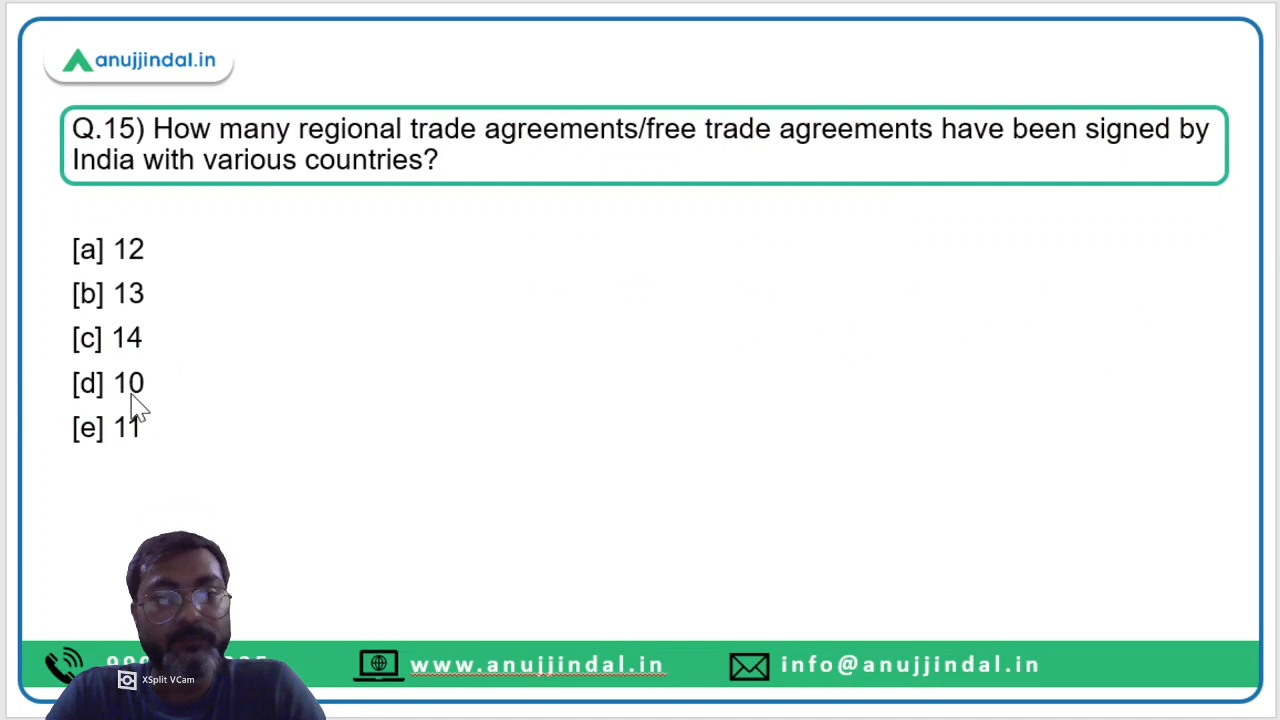 anujjindal.in
Q.15) How many regional trade agreements/free trade agreements have been signed by
India with various countries?
[a] 12
[b] 13
[c] 14
[d] 10
[e] 11
www.anujjindal.in
info@anujjindal.in
XSplit VCam